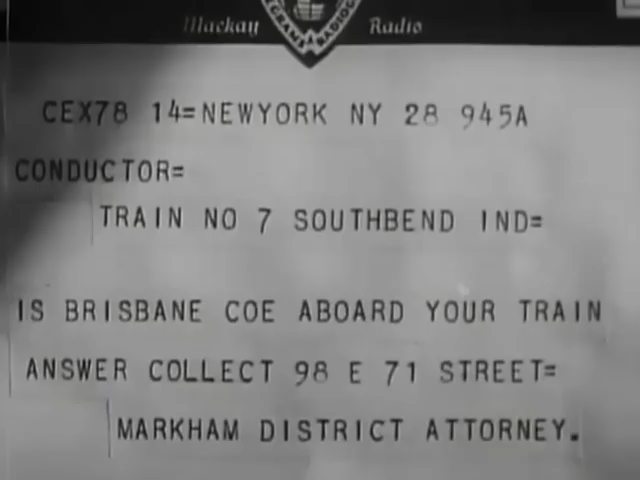 Mackay Radio
CEX78 14=NEWYORK NY 28 945A
CONDUCTOR=
TRAIN NO 7 SOUTHBEND IND=
IS BRISBANE COE ABOARD YOUR TRAIN
ANSWER COLLECT 98 E 71 STREET=
MARKHAM DISTRICT ATTORNEY.